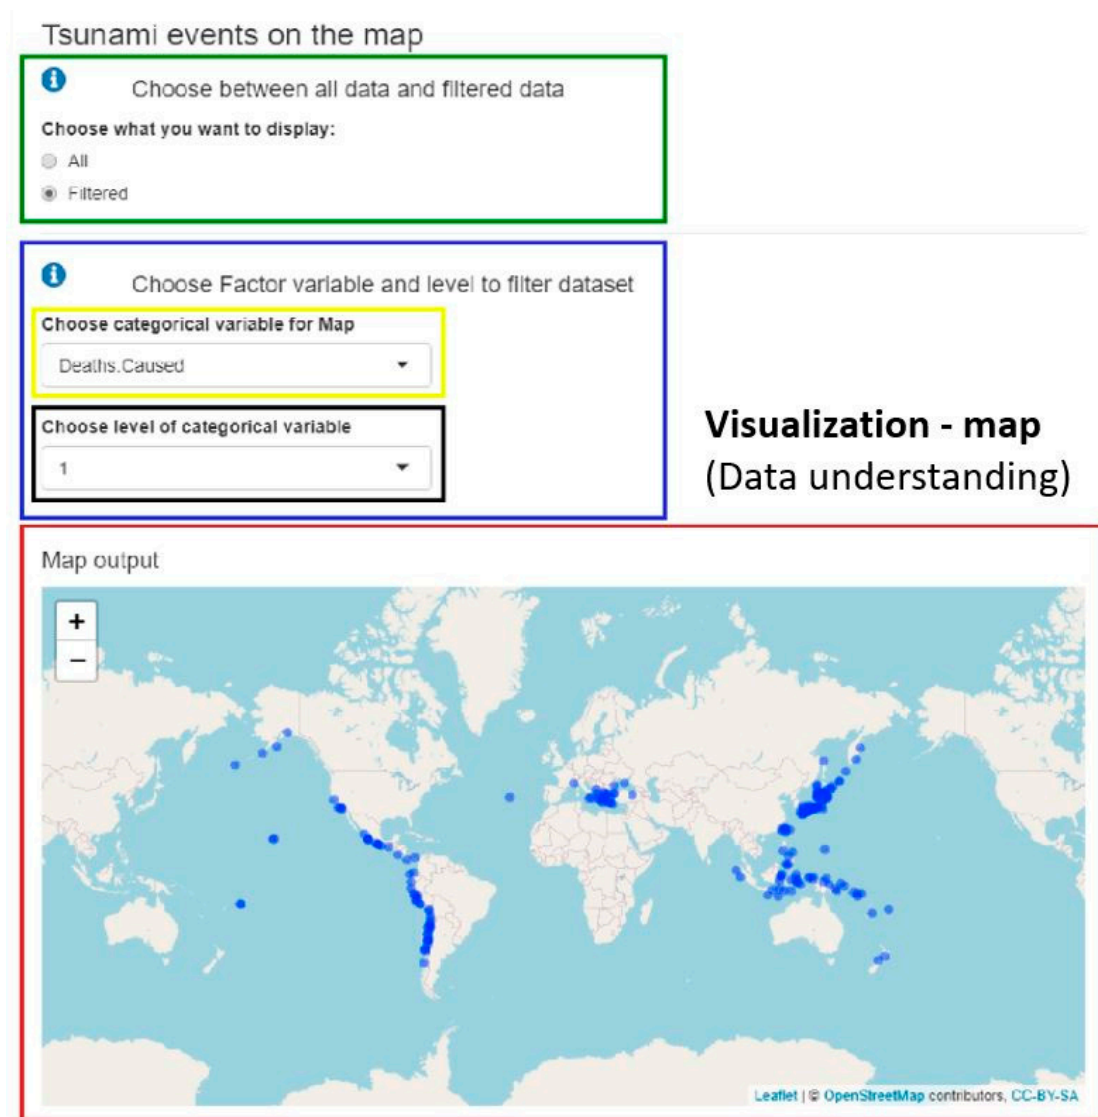 Tsunami events on the map
Choose between all data and filtered data
Choose what you want to display:
All
Filtered
Choose Factor variable and level to filter dataset
Choose categorical variable for Map
Deaths.Caused
Choose level of categorical variable
1
Visualization - map
(Data understanding)
Map output
+
−
Leaflet | © OpenStreetMap contributors, CC-BY-SA